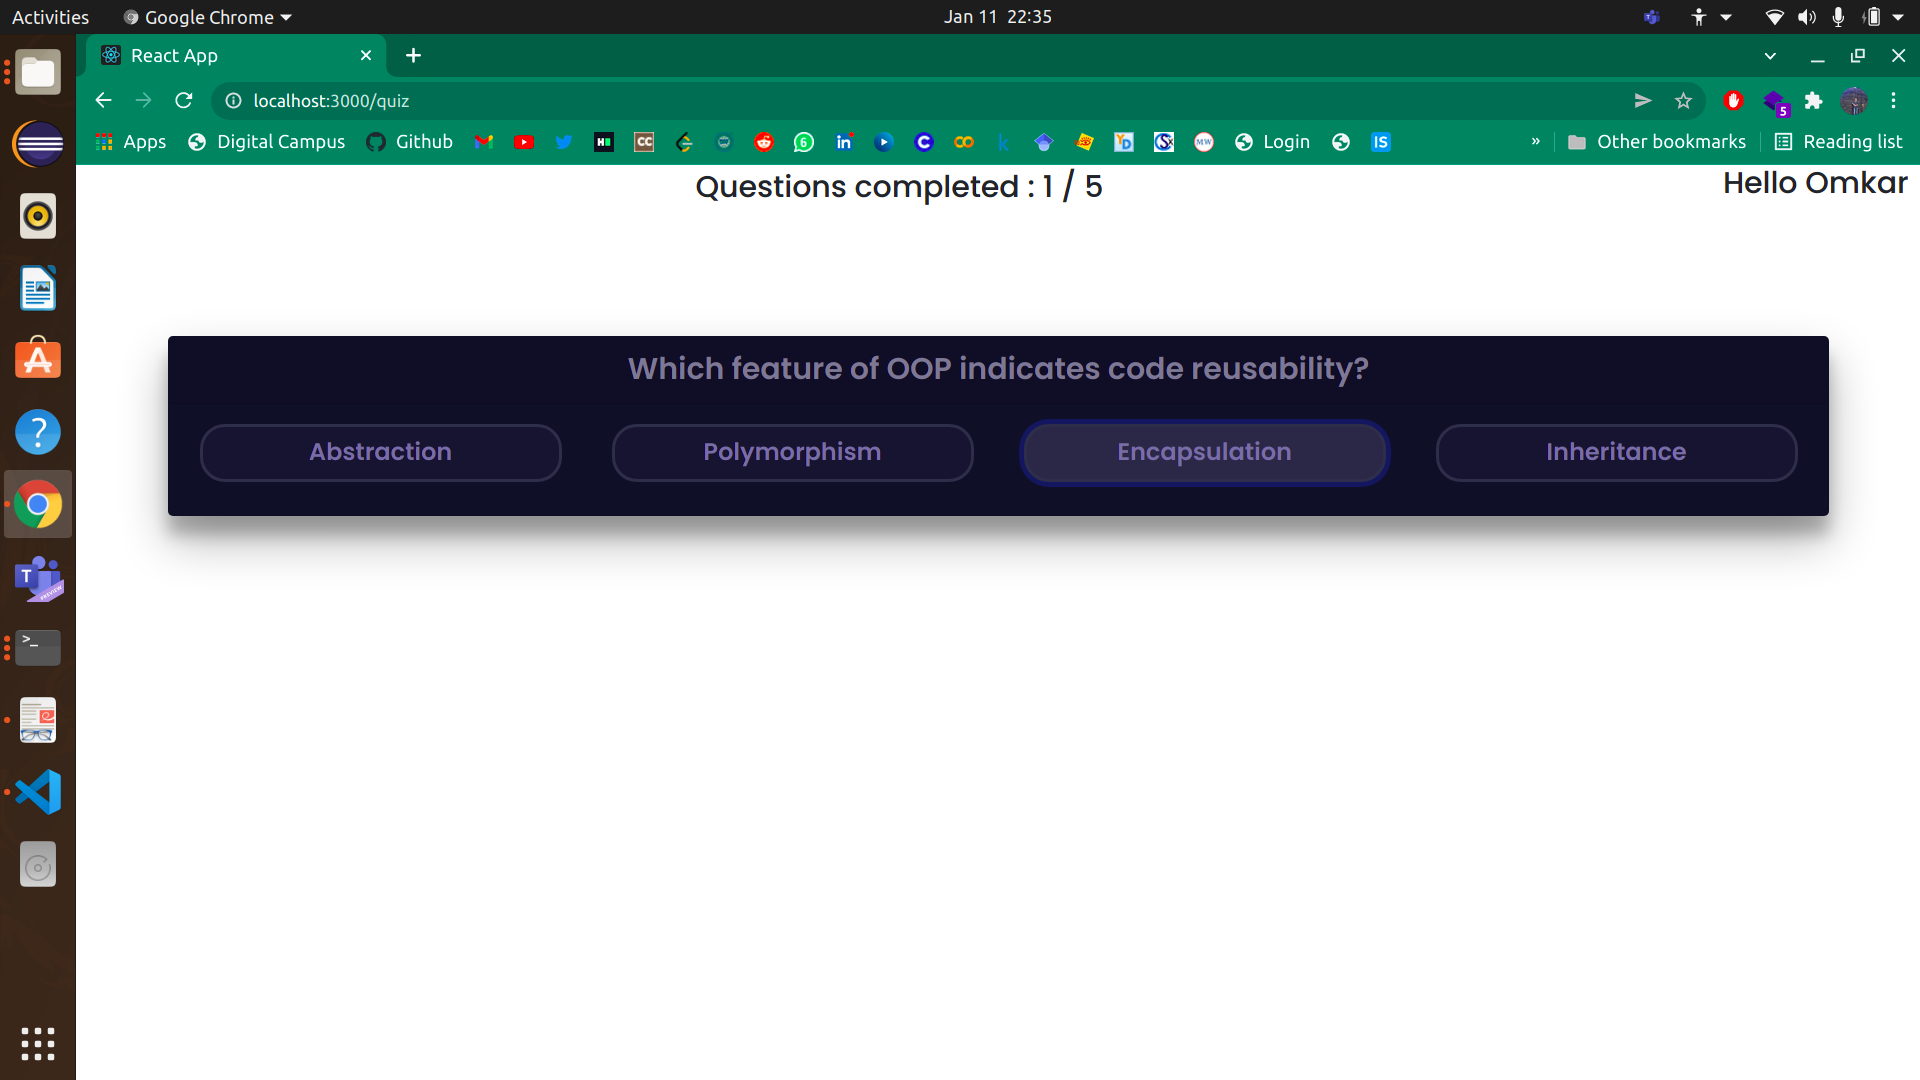 Activities
Google Chrome
Jan 11 22:35
React App
localhost:3000/quiz
5
Apps
Digital Campus
Github
Login
IS
»
Other bookmarks
Reading list
Questions completed : 1 / 5
Hello Omkar
Which feature of OOP indicates code reusability?
Abstraction
Polymorphism
Encapsulation
Inheritance